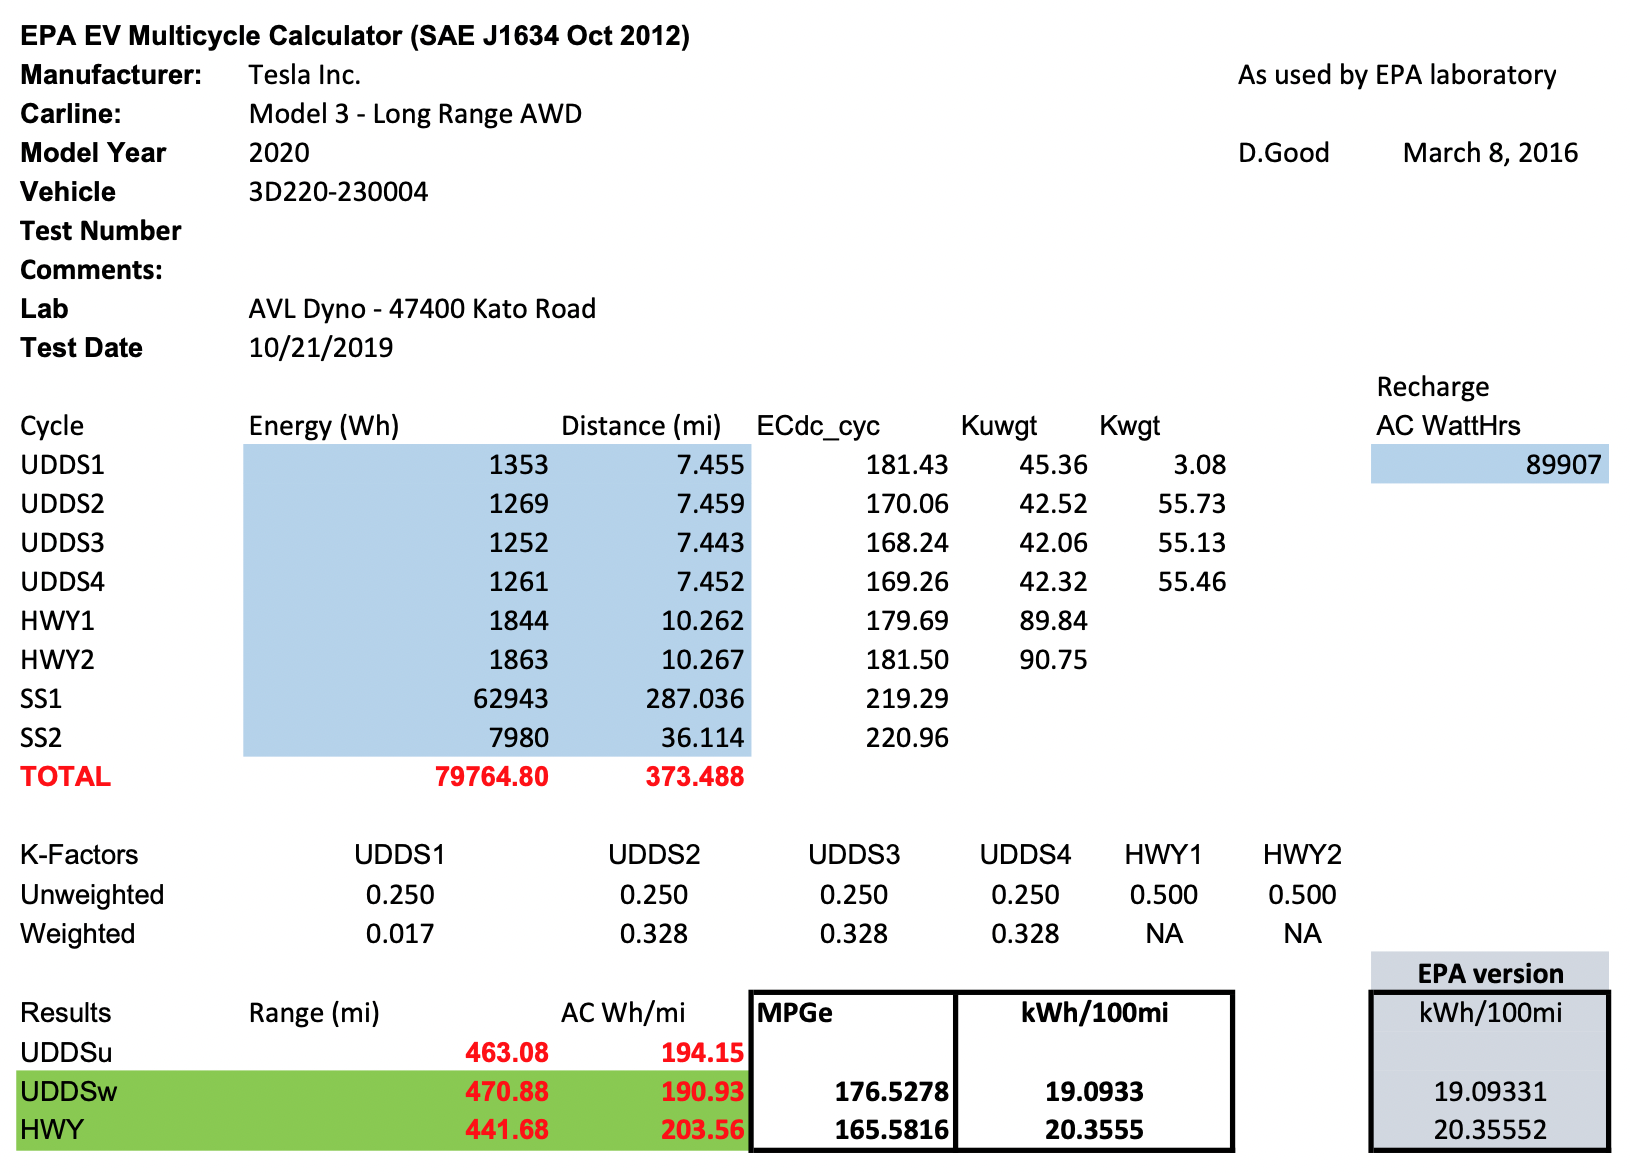 EPA EV Multicycle Calculator (SAE J1634 Oct 2012)
Manufacturer: Tesla Inc. As used by EPA laboratory
Carline: Model 3 - Long Range AWD
Model Year 2020 D.Good March 8, 2016
Vehicle 3D220-230004
Test Number
Comments:
Lab AVL Dyno - 47400 Kato Road
Test Date 10/21/2019
Recharge
Cycle Energy (Wh) Distance (mi) ECdc_cyc Kuwgt Kwgt AC WattHrs
UDDS1 1353 7.455 181.43 45.36 3.08 89907
UDDS2 1269 7.459 170.06 42.52 55.73
UDDS3 1252 7.443 168.24 42.06 55.13
UDDS4 1261 7.452 169.26 42.32 55.46
HWY1 1844 10.262 179.69 89.84
HWY2 1863 10.267 181.50 90.75
SS1 62943 287.036 219.29
SS2 7980 36.114 220.96
TOTAL 79764.80 373.488
K-Factors UDDS1 UDDS2 UDDS3 UDDS4 HWY1 HWY2
Unweighted 0.250 0.250 0.250 0.250 0.500 0.500
Weighted 0.017 0.328 0.328 0.328 NA NA
EPA version
Results Range (mi) AC Wh/mi MPGe kWh/100mi kWh/100mi
UDDSu 463.08 194.15
UDDSw 470.88 190.93 176.5278 19.0933 19.09331
HWY 441.68 203.56 165.5816 20.3555 20.35552